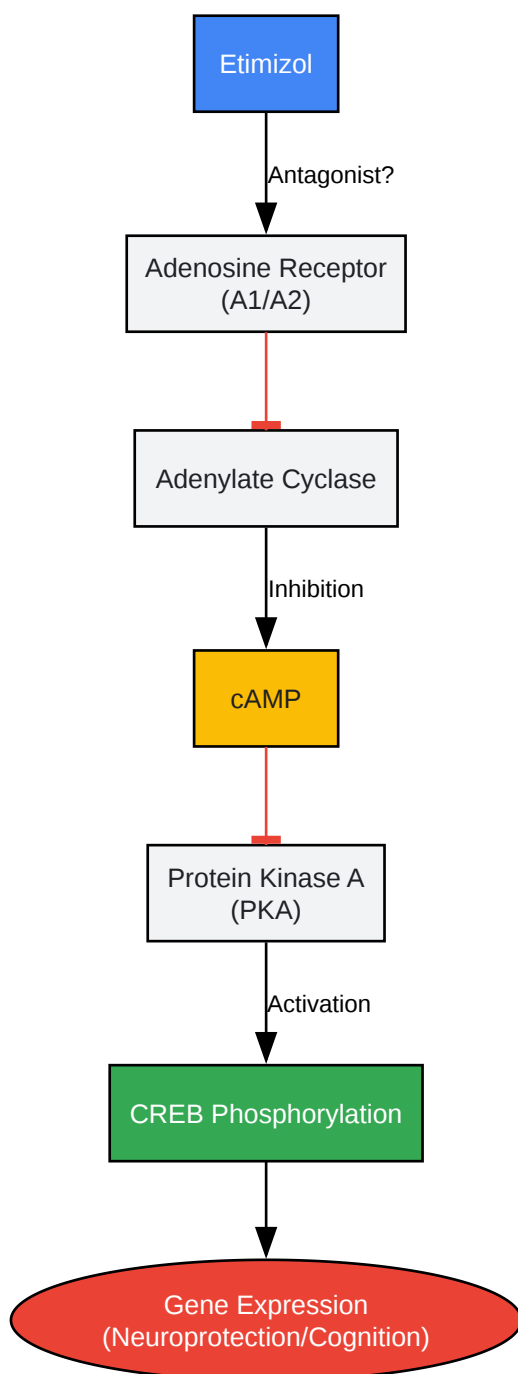 Etimizol
Antagonist?
Adenosine Receptor
(A1/A2)
Adenylate Cyclase
Inhibition
cAMP
Protein Kinase A
(PKA)
Activation
CREB Phosphorylation
Gene Expression
(Neuroprotection/Cognition)